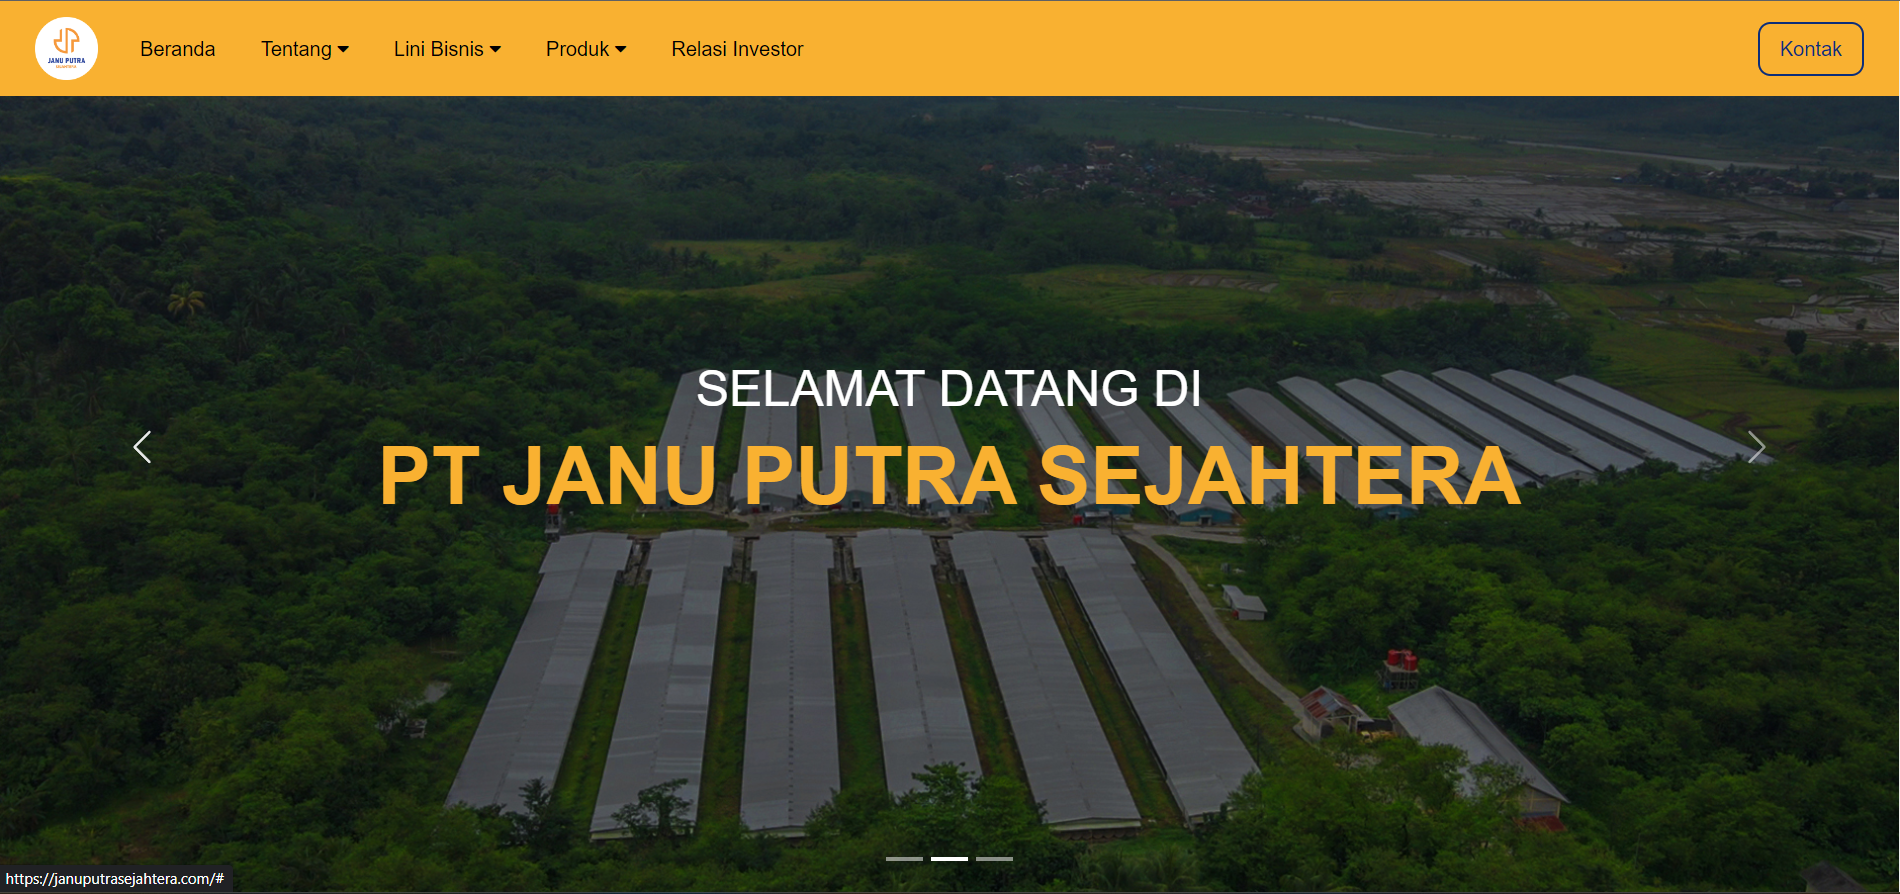 JANU PUTRA
SEJAHTERA
Beranda
Tentang
Lini Bisnis
Produk
Relasi Investor
Kontak
SELAMAT DATANG DI
PT JANU PUTRA SEJAHTERA
https://januputrasejahtera.com/#